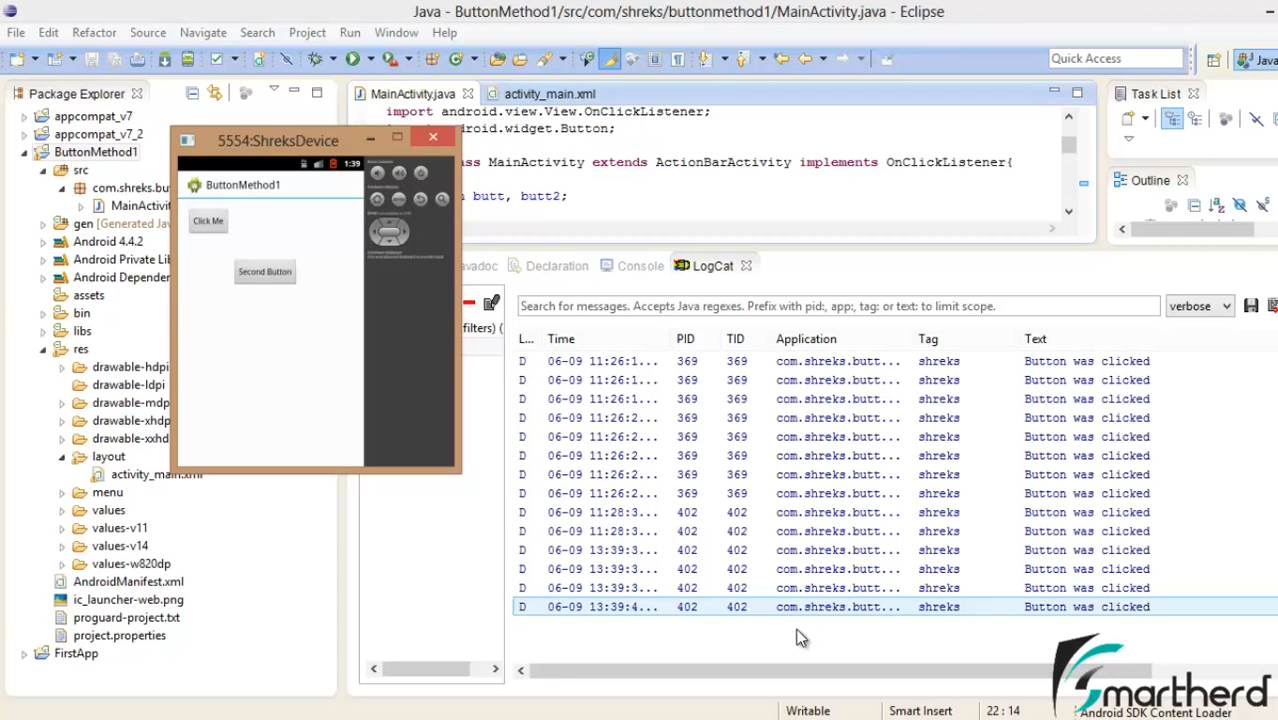 Java - ButtonMethod1/src/com/shreks/buttonmethod1/MainActivity.java - Eclipse
File Edit Refactor Source Navigate Search Project Run Window Help
Quick Access
Java
Package Explorer
MainActivity.java
activity_main.xml
Task List
Outline
appcompat_v7
appcompat_v7_2
ButtonMethod1
src
com.shreks.bu
MainActivit
gen [Generated Jav
Android 4.4.2
Android Private Lib
Android Depender
assets
bin
libs
res
drawable-hdpi
drawable-ldpi
drawable-mdp
drawable-xhdp
drawable-xxhd
layout
activity_main.xml
menu
values
values-v11
values-v14
values-w820dp
AndroidManifest.xml
ic_launcher-web.png
proguard-project.txt
project.properties
FirstApp
5554:ShreksDevice
1:39
ButtonMethod1
Click Me
Second Button
import android.view.View.OnClickListener;
ndroid.widget.Button;
ss MainActivity extends ActionBarActivity implements OnClickListener{
butt, butt2;
avadoc
Declaration
Console
LogCat
ilters) (
Search for messages. Accepts Java regexes. Prefix with pid:, app:, tag: or text: to limit scope.
verbose
L... Time PID TID Application Tag Text
D 06-09 11:26:1... 369 369 com.shreks.butt... shreks Button was clicked
D 06-09 11:26:1... 369 369 com.shreks.butt... shreks Button was clicked
D 06-09 11:26:1... 369 369 com.shreks.butt... shreks Button was clicked
D 06-09 11:26:2... 369 369 com.shreks.butt... shreks Button was clicked
D 06-09 11:26:2... 369 369 com.shreks.butt... shreks Button was clicked
D 06-09 11:26:2... 369 369 com.shreks.butt... shreks Button was clicked
D 06-09 11:26:2... 369 369 com.shreks.butt... shreks Button was clicked
D 06-09 11:26:2... 369 369 com.shreks.butt... shreks Button was clicked
D 06-09 11:28:3... 402 402 com.shreks.butt... shreks Button was clicked
D 06-09 11:28:3... 402 402 com.shreks.butt... shreks Button was clicked
D 06-09 13:39:3... 402 402 com.shreks.butt... shreks Button was clicked
D 06-09 13:39:3... 402 402 com.shreks.butt... shreks Button was clicked
D 06-09 13:39:3... 402 402 com.shreks.butt... shreks Button was clicked
D 06-09 13:39:4... 402 402 com.shreks.butt... shreks Button was clicked
Smartherd
Writable
Smart Insert
22 : 14
Android SDK Content Loader